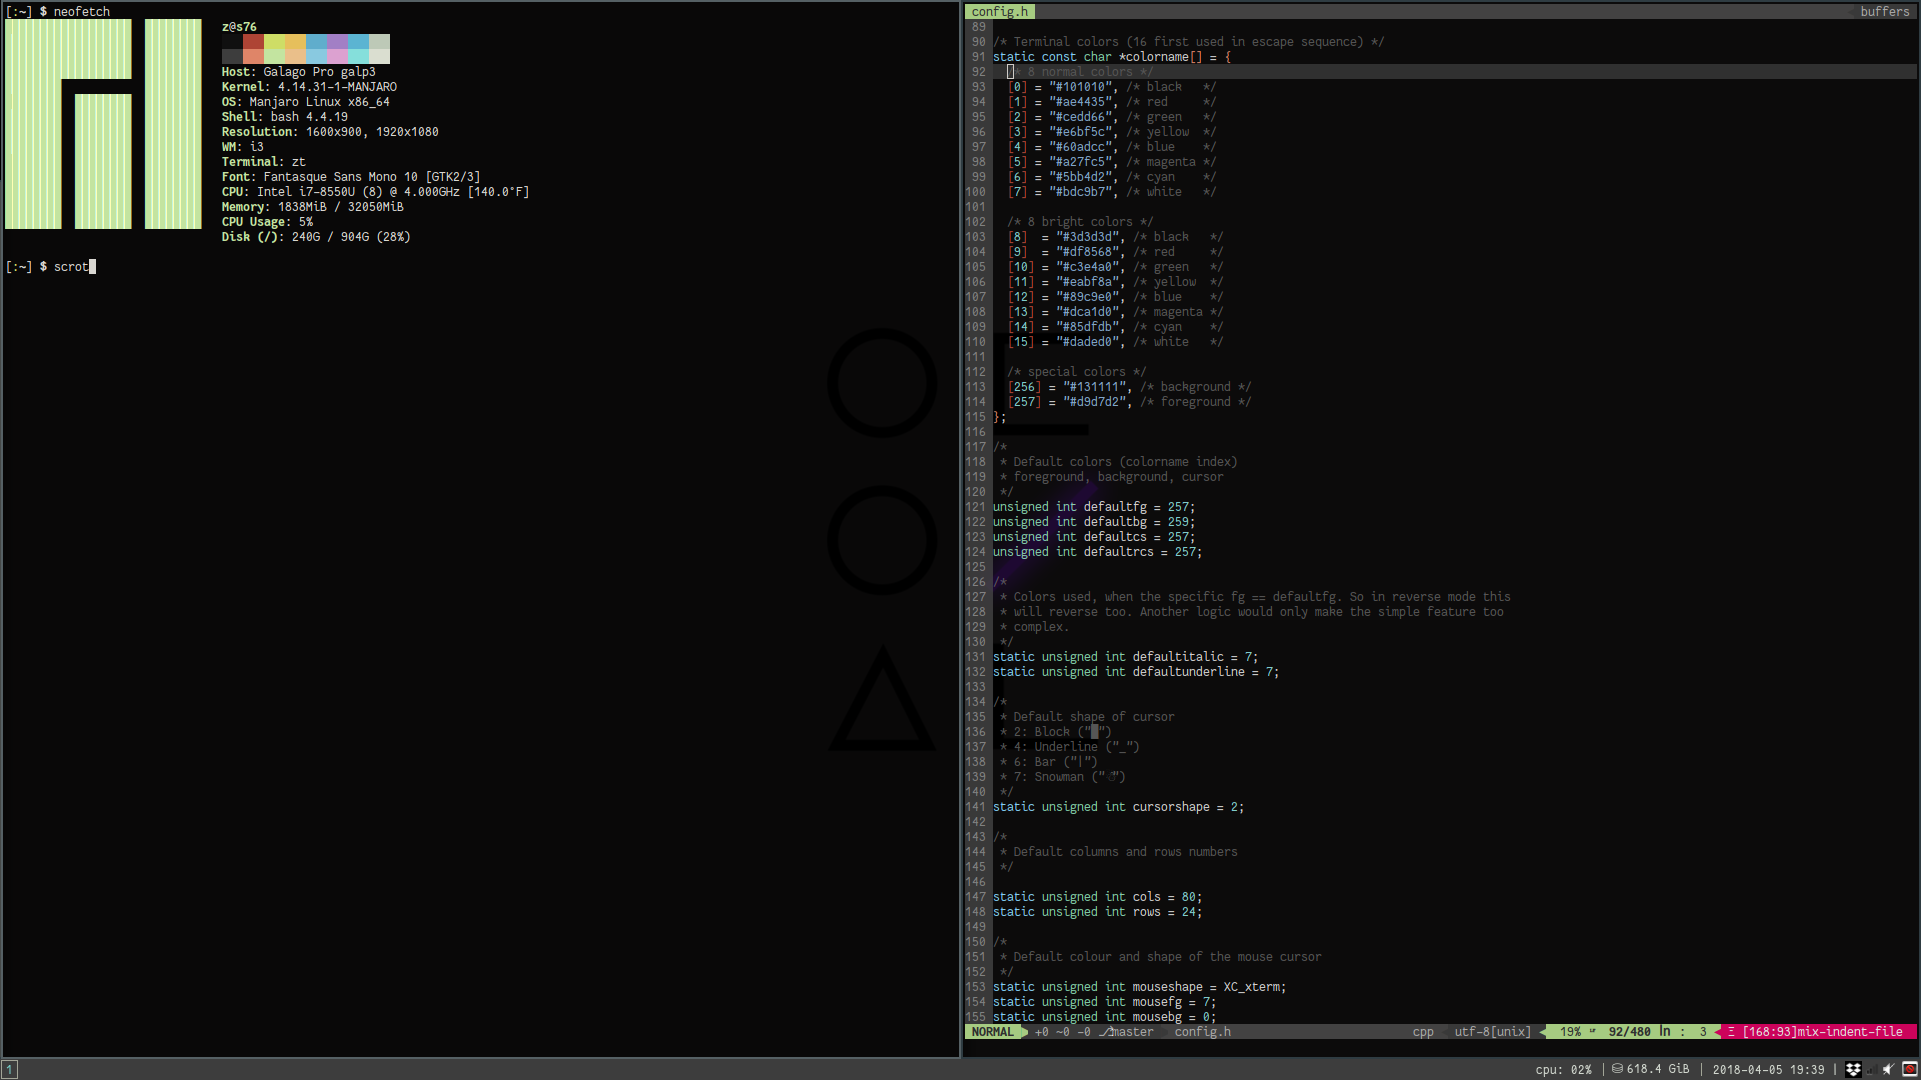 [:~] $ neofetch
z@s76
Host: Galago Pro galp3
Kernel: 4.14.31-1-MANJARO
OS: Manjaro Linux x86_64
Shell: bash 4.4.19
Resolution: 1600x900, 1920x1080
WM: i3
Terminal: zt
Font: Fantasque Sans Mono 10 [GTK2/3]
CPU: Intel i7-8550U (8) @ 4.000GHz [140.0°F]
Memory: 1838MiB / 32050MiB
CPU Usage: 5%
Disk (/): 240G / 904G (28%)
[:~] $ scrot
config.h buffers
89
90 /* Terminal colors (16 first used in escape sequence) */
91 static const char *colorname[] = {
92 /* 8 normal colors */
93 [0] = "#101010", /* black */
94 [1] = "#ae4435", /* red */
95 [2] = "#cedd66", /* green */
96 [3] = "#e6bf5c", /* yellow */
97 [4] = "#60adcc", /* blue */
98 [5] = "#a27fc5", /* magenta */
99 [6] = "#5bb4d2", /* cyan */
100 [7] = "#bdc9b7", /* white */
101
102 /* 8 bright colors */
103 [8] = "#3d3d3d", /* black */
104 [9] = "#df8568", /* red */
105 [10] = "#c3e4a0", /* green */
106 [11] = "#eabf8a", /* yellow */
107 [12] = "#89c9e0", /* blue */
108 [13] = "#dca1d0", /* magenta */
109 [14] = "#85dfdb", /* cyan */
110 [15] = "#daded0", /* white */
111
112 /* special colors */
113 [256] = "#131111", /* background */
114 [257] = "#d9d7d2", /* foreground */
115 };
116
117 /*
118 * Default colors (colorname index)
119 * foreground, background, cursor
120 */
121 unsigned int defaultfg = 257;
122 unsigned int defaultbg = 259;
123 unsigned int defaultcs = 257;
124 unsigned int defaultrcs = 257;
125
126 /*
127 * Colors used, when the specific fg == defaultfg. So in reverse mode this
128 * will reverse too. Another logic would only make the simple feature too
129 * complex.
130 */
131 static unsigned int defaultitalic = 7;
132 static unsigned int defaultunderline = 7;
133
134 /*
135 * Default shape of cursor
136 * 2: Block ("█")
137 * 4: Underline ("_")
138 * 6: Bar ("|")
139 * 7: Snowman ("☃")
140 */
141 static unsigned int cursorshape = 2;
142
143 /*
144 * Default columns and rows numbers
145 */
146
147 static unsigned int cols = 80;
148 static unsigned int rows = 24;
149
150 /*
151 * Default colour and shape of the mouse cursor
152 */
153 static unsigned int mouseshape = XC_xterm;
154 static unsigned int mousefg = 7;
155 static unsigned int mousebg = 0;
NORMAL +0 ~0 -0 master config.h cpp utf-8[unix] 19% 92/480 ln : 3 Ξ [168:93]mix-indent-file
1 cpu: 02% | 618.4 GiB | 2018-04-05 19:39 |